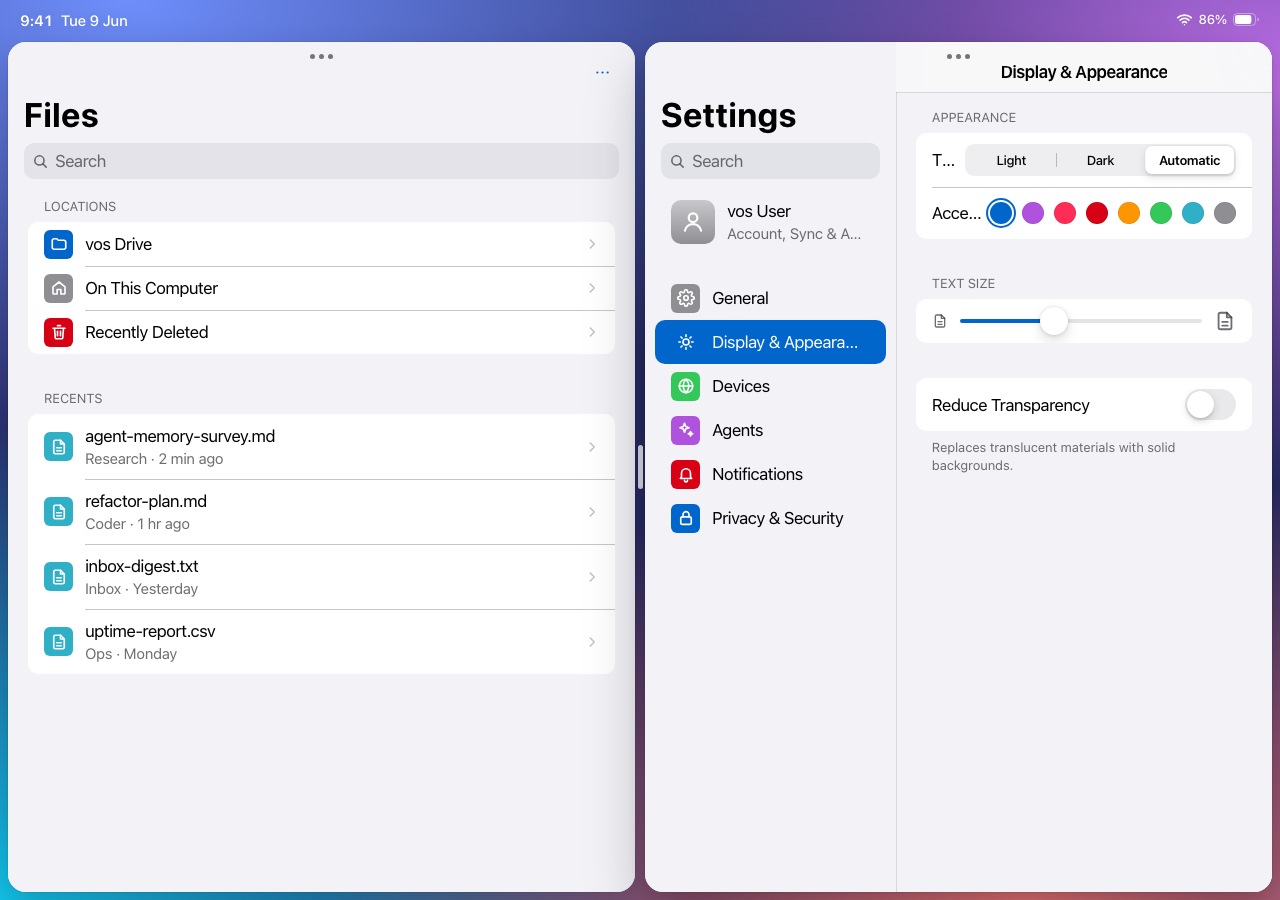 9:41 Tue 9 Jun
86%
Files
Search
LOCATIONS
vos Drive
On This Computer
Recently Deleted
RECENTS
agent-memory-survey.md
Research · 2 min ago
refactor-plan.md
Coder · 1 hr ago
inbox-digest.txt
Inbox · Yesterday
uptime-report.csv
Ops · Monday
Settings
Search
vos User
Account, Sync & A...
General
Display & Appeara...
Devices
Agents
Notifications
Privacy & Security
Display & Appearance
APPEARANCE
T... Light Dark Automatic
Acce...
TEXT SIZE
Reduce Transparency
Replaces translucent materials with solid
backgrounds.